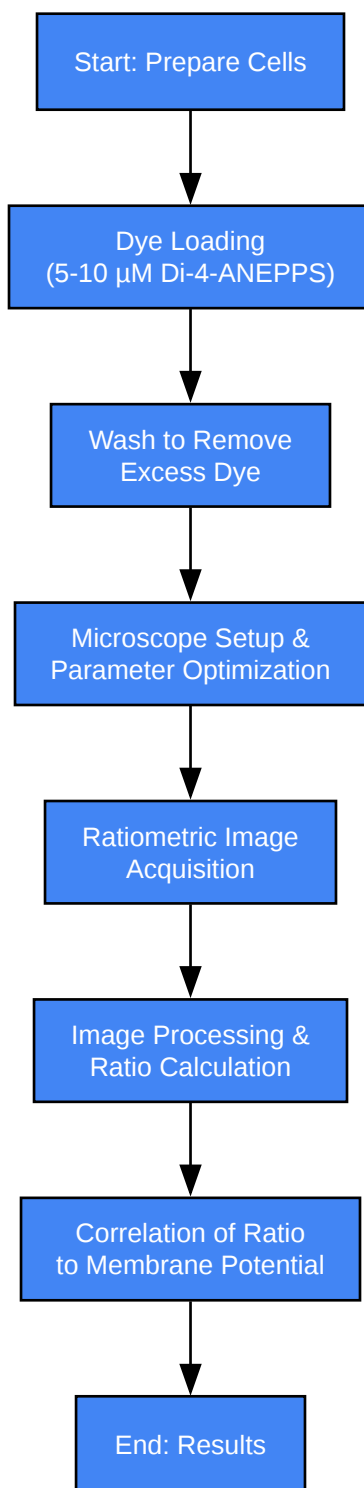 Start: Prepare Cells
Dye Loading
(5-10 µM Di-4-ANEPPS)
Wash to Remove
Excess Dye
Microscope Setup &
Parameter Optimization
Ratiometric Image
Acquisition
Image Processing &
Ratio Calculation
Correlation of Ratio
to Membrane Potential
End: Results